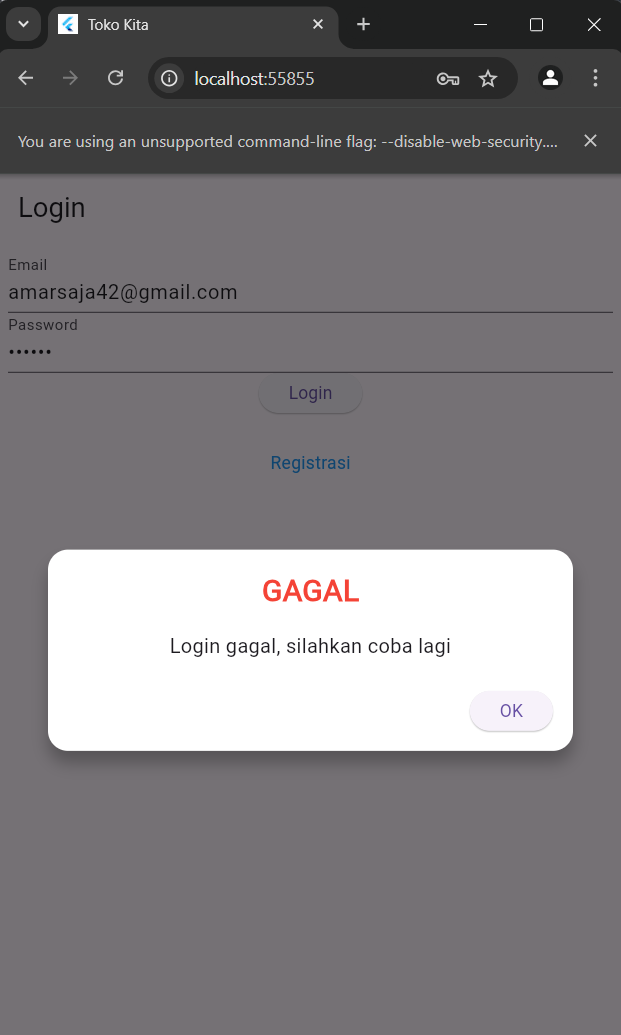 Toko Kita
localhost:55855
You are using an unsupported command-line flag: --disable-web-security....
Login
Email
amarsaja42@gmail.com
Password
••••••
Login
Registrasi
GAGAL
Login gagal, silahkan coba lagi
OK